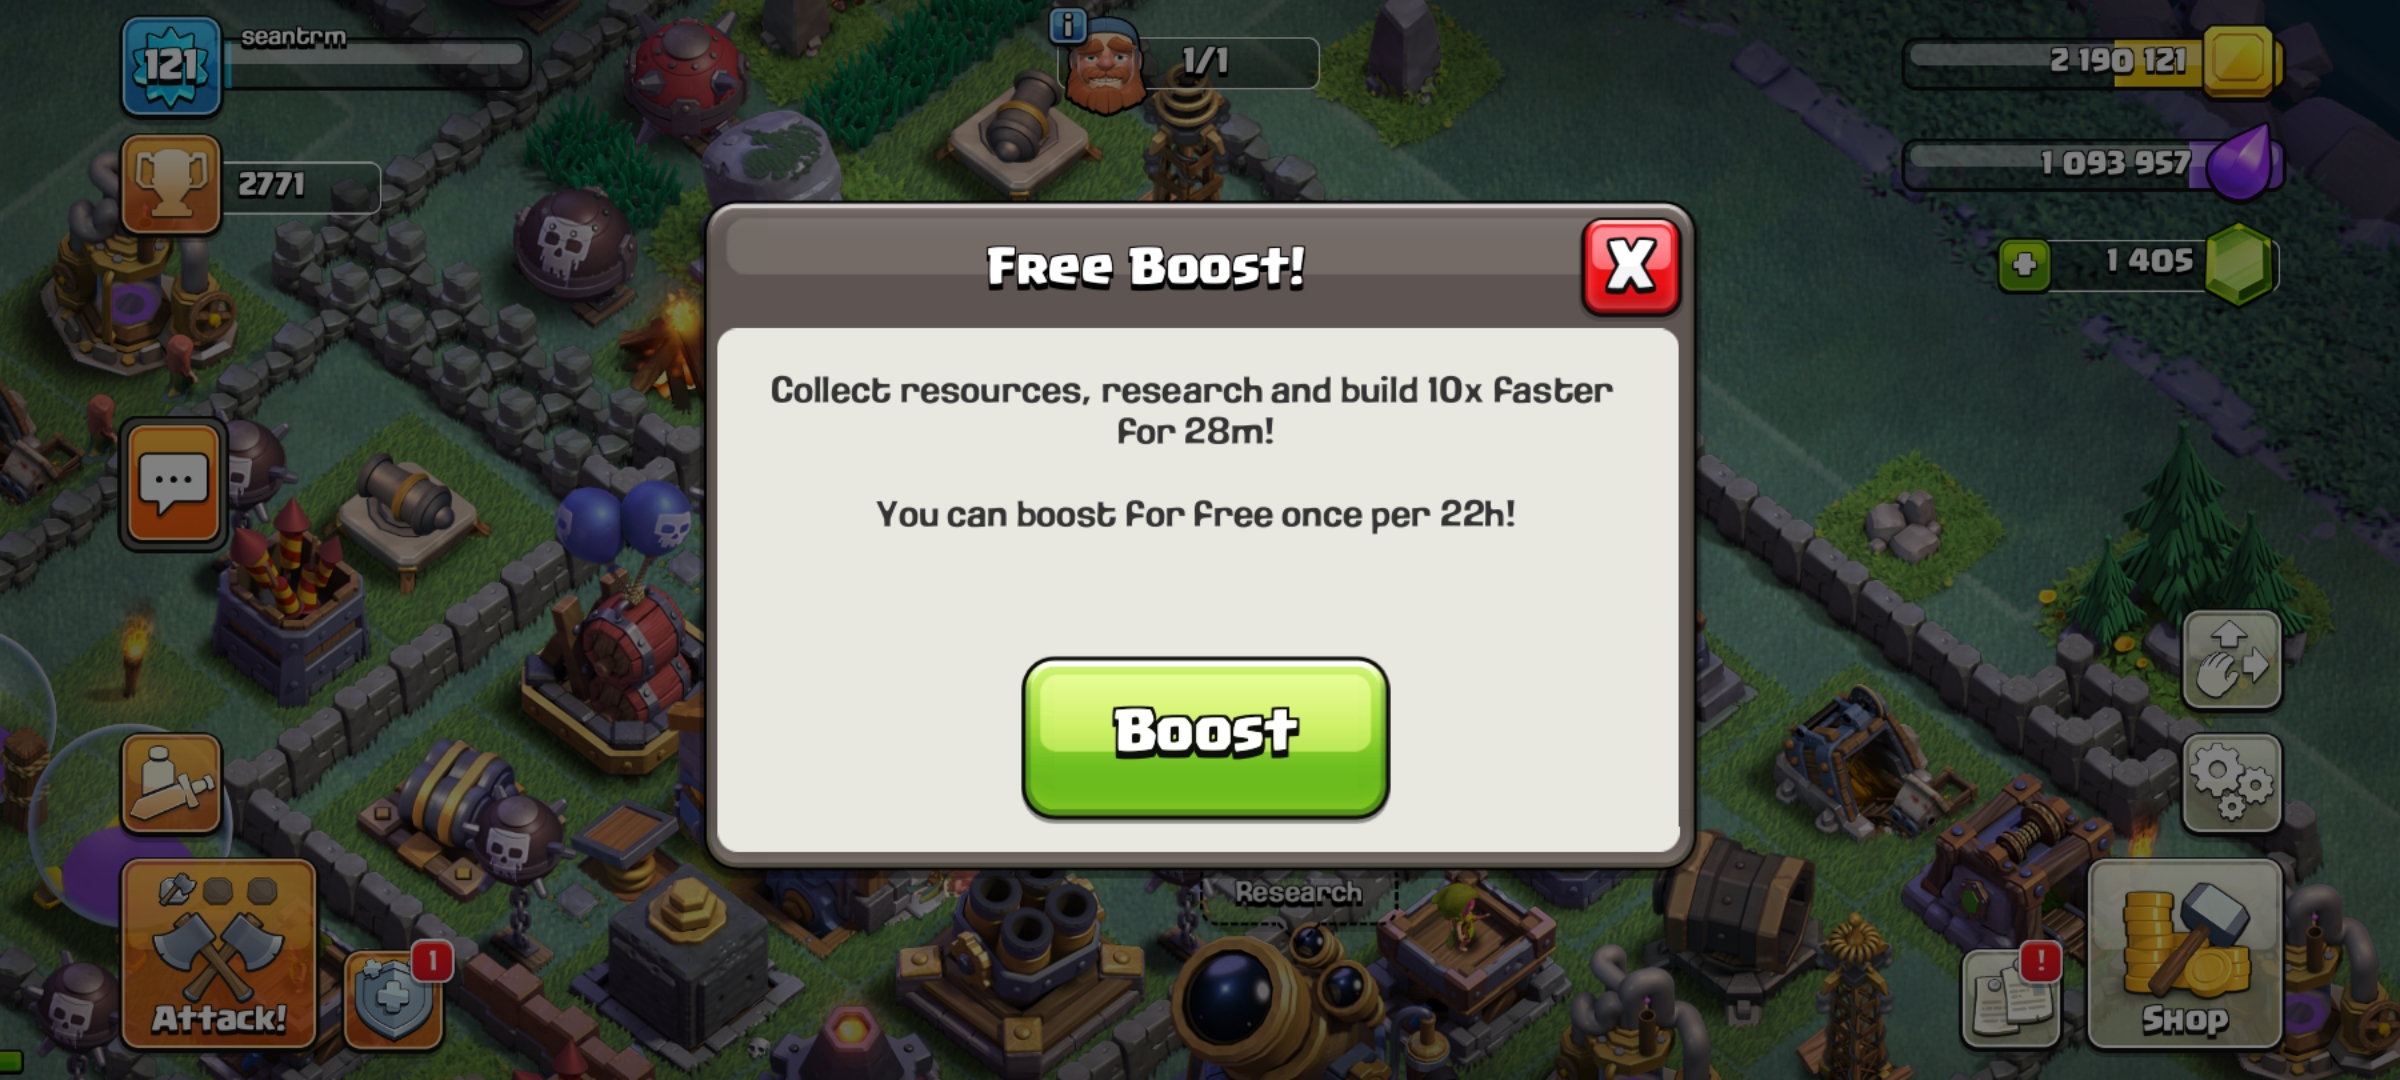 121
seantrm
1/1
2 190 121
2771
1 093 957
1 405
Free Boost!
X
Collect resources, research and build 10x faster
for 28m!
You can boost for free once per 22h!
Boost
Research
Attack!
1
!
Shop